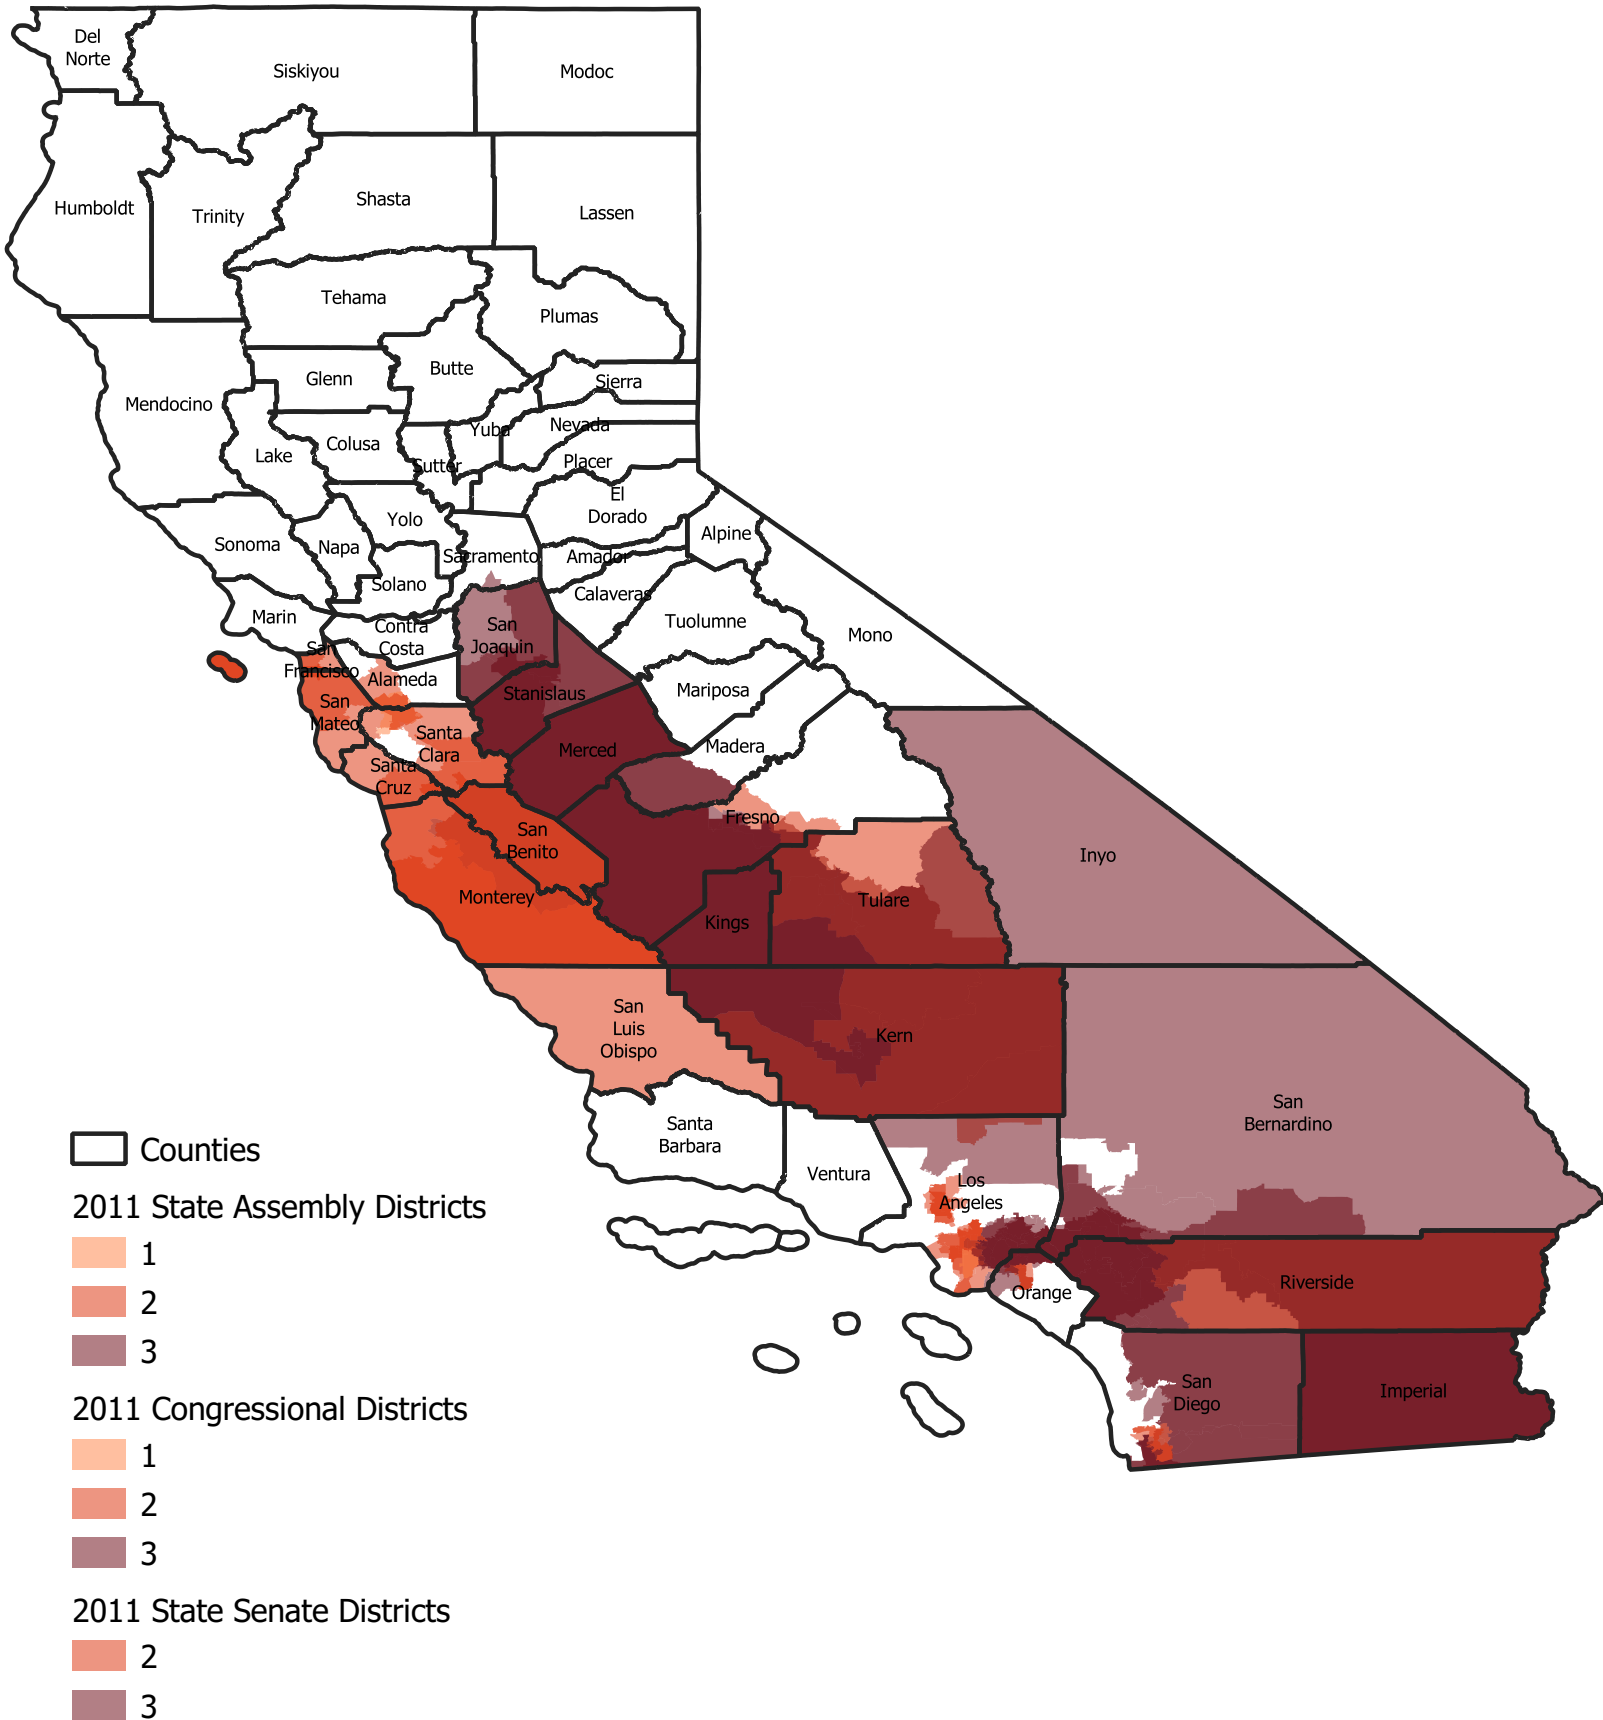 Del
Norte
Siskiyou
Modoc
Humboldt
Trinity
Shasta
Lassen
Tehama
Plumas
Mendocino
Glenn
Butte
Sierra
Lake
Colusa
Sutter
Yuba
Nevada
Placer
El
Dorado
Sonoma
Napa
Yolo
Solano
Sacramento
Amador
Alpine
Calaveras
Marin
Contra
Costa
San
Joaquin
Tuolumne
Mono
San
Francisco
Alameda
Stanislaus
Mariposa
San
Mateo
Santa
Clara
Merced
Madera
Santa
Cruz
Fresno
San
Benito
Inyo
Monterey
Kings
Tulare
San
Luis
Obispo
Kern
San
Bernardino
Santa
Barbara
Ventura
Los
Angeles
Orange
Riverside
San
Diego
Imperial
Counties
2011 State Assembly Districts
1
2
3
2011 Congressional Districts
1
2
3
2011 State Senate Districts
2
3